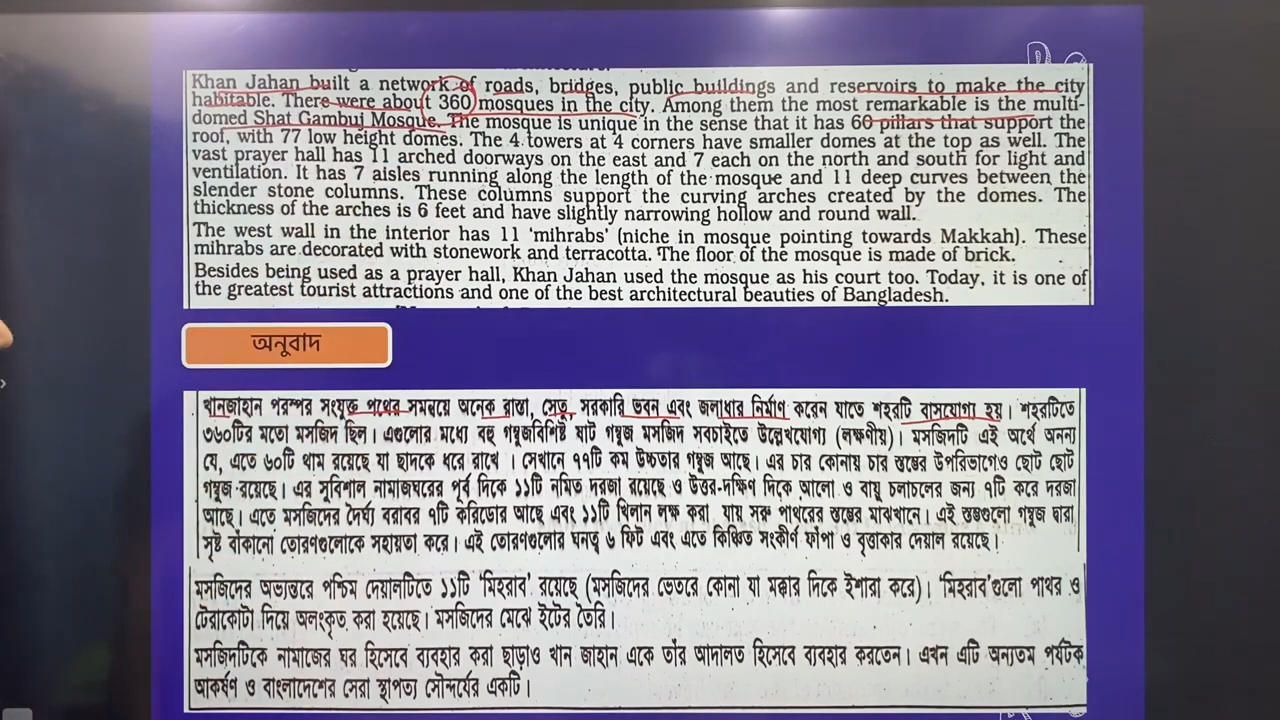 Khan Jahan built a network of roads, bridges, public buildings and reservoirs to make the city
habitable. There were about 360 mosques in the city. Among them the most remarkable is the multi-
domed Shat Gambuj Mosque. The mosque is unique in the sense that it has 60 pillars that support the
roof, with 77 low height domes. The 4 towers at 4 corners have smaller domes at the top as well. The
vast prayer hall has 11 arched doorways on the east and 7 each on the north and south for light and
ventilation. It has 7 aisles running along the length of the mosque and 11 deep curves between the
slender stone columns. These columns support the curving arches created by the domes. The
thickness of the arches is 6 feet and have slightly narrowing hollow and round wall.
The west wall in the interior has 11 ‘mihrabs’ (niche in mosque pointing towards Makkah). These
mihrabs are decorated with stonework and terracotta. The floor of the mosque is made of brick.
Besides being used as a prayer hall, Khan Jahan used the mosque as his court too. Today, it is one of
the greatest tourist attractions and one of the best architectural beauties of Bangladesh.
অনুবাদ
খানজাহান পরস্পর সংযুক্ত পথের সমন্বয়ে অনেক রাস্তা, সেতু, সরকারি ভবন এবং জলাধার নির্মাণ করেন যাতে শহরটি বাসযোগ্য হয়। শহরটিতে
৩৬০টির মতো মসজিদ ছিল। এগুলোর মধ্যে বহু গম্বুজবিশিষ্ট ষাট গম্বুজ মসজিদ সবচাইতে উল্লেখযোগ্য (লক্ষণীয়)। মসজিদটি এই অর্থে অনন্য
যে, এতে ৬০টি থাম রয়েছে যা ছাদকে ধরে রাখে । সেখানে ৭৭টি কম উচ্চতার গম্বুজ আছে। এর চার কোনায় চার স্তম্ভের উপরিভাগেও ছোট ছোট
গম্বুজ রয়েছে। এর সুবিশাল নামাজঘরের পূর্ব দিকে ১১টি নমিত দরজা রয়েছে ও উত্তর-দক্ষিণ দিকে আলো ও বায়ু চলাচলের জন্য ৭টি করে দরজা
আছে। এতে মসজিদের দৈর্ঘ্য বরাবর ৭টি করিডোর আছে এবং ১১টি খিলান লক্ষ করা যায় সরু পাথরের স্তম্ভের মাঝখানে। এই স্তম্ভগুলো গম্বুজ দ্বারা
সৃষ্ট বাঁকানো তোরণগুলোকে সহায়তা করে। এই তোরণগুলোর ঘনত্ব ৬ ফিট এবং এতে কিঞ্চিত সংকীর্ণ ফাঁপা ও বৃত্তাকার দেয়াল রয়েছে।
মসজিদের অভ্যন্তরে পশ্চিম দেয়ালটিতে ১১টি ‘মিহরাব’ রয়েছে (মসজিদের ভেতরে কোনা যা মক্কার দিকে ইশারা করে)। ‘মিহরাব’গুলো পাথর ও
টেরাকোটা দিয়ে অলংকৃত করা হয়েছে। মসজিদের মেঝে ইটের তৈরি।
মসজিদটিকে নামাজের ঘর হিসেবে ব্যবহার করা ছাড়াও খান জাহান একে তাঁর আদালত হিসেবে ব্যবহার করতেন। এখন এটি অন্যতম পর্যটক
আকর্ষণ ও বাংলাদেশের সেরা স্থাপত্য সৌন্দর্যের একটি।